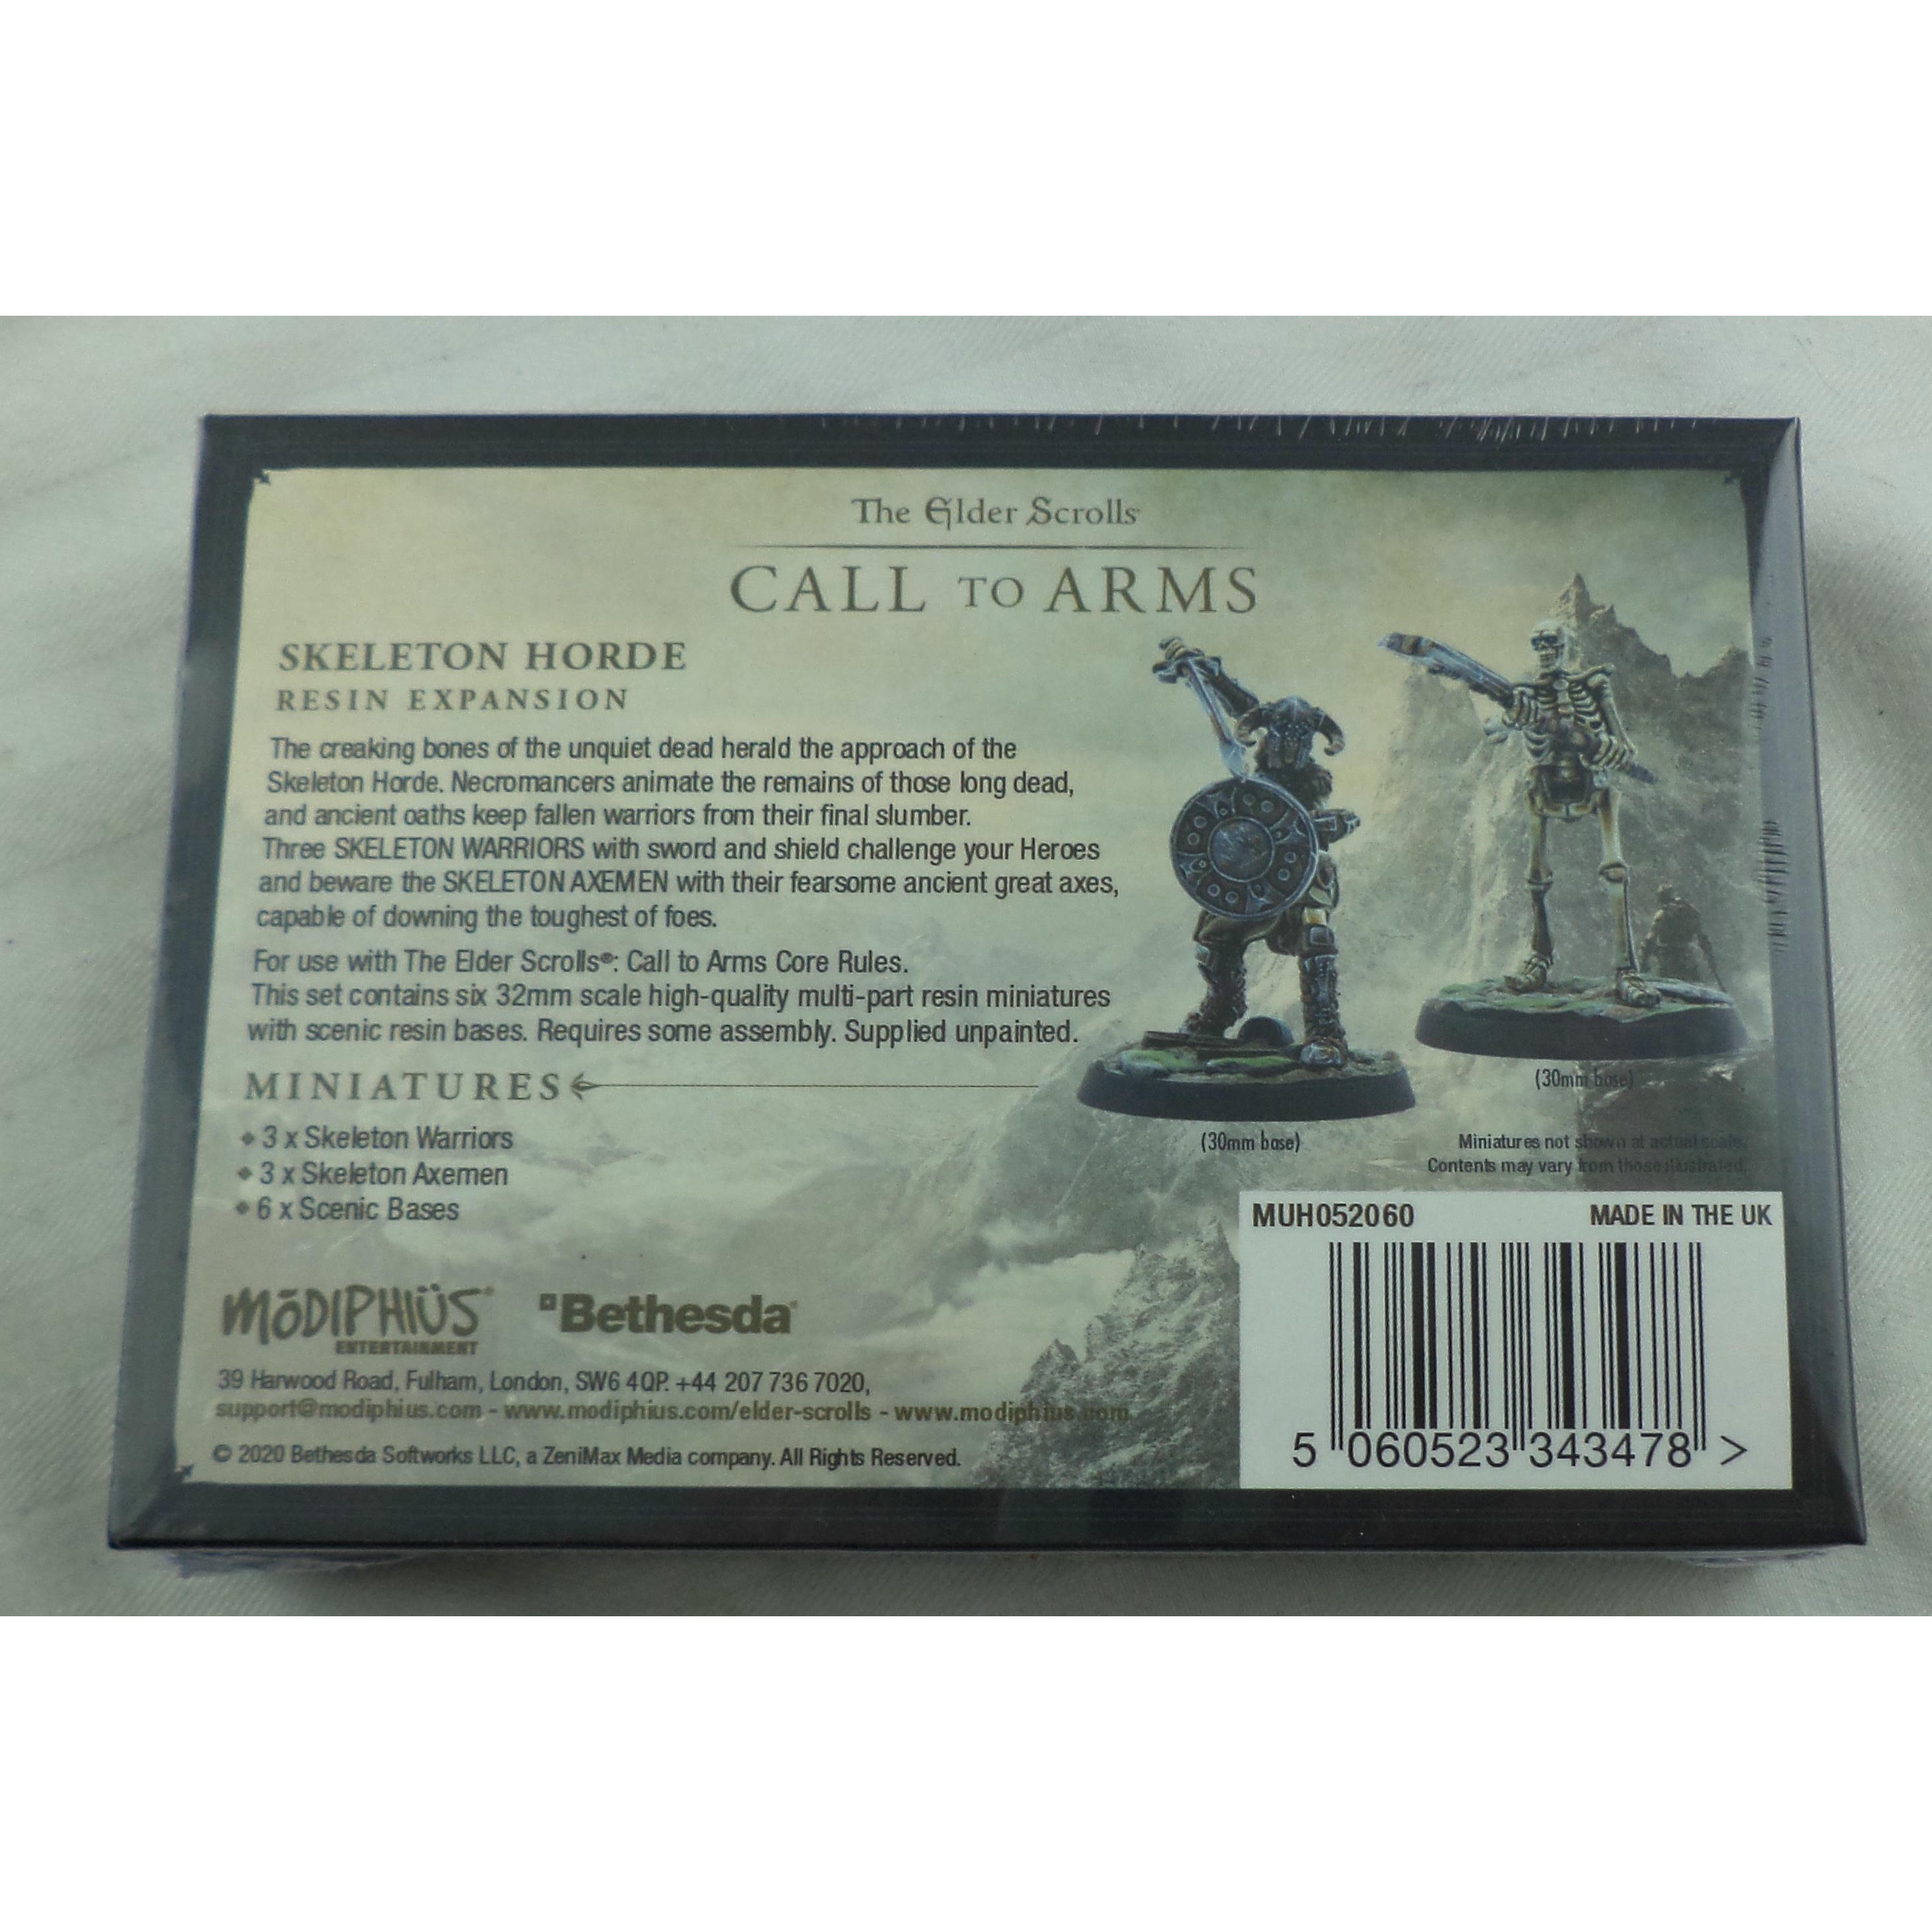 The Elder Scrolls
CALL TO ARMS
SKELETON HORDE
RESIN EXPANSION
The creaking bones of the unquiet dead herald the approach of the
Skeleton Horde. Necromancers animate the remains of those long dead,
and ancient oaths keep fallen warriors from their final slumber.
Three SKELETON WARRIORS with sword and shield challenge your Heroes
and beware the SKELETON AXEMEN with their fearsome ancient great axes,
capable of downing the toughest of foes.
For use with The Elder Scrolls®: Call to Arms Core Rules.
This set contains six 32mm scale high-quality multi-part resin miniatures
with scenic resin bases. Requires some assembly. Supplied unpainted.
MINIATURES
3 x Skeleton Warriors
3 x Skeleton Axemen
6 x Scenic Bases
(30mm base)
(30mm base)
Miniatures not shown at actual scale.
Contents may vary from those illustrated.
MŌDIPHIÜS
ENTERTAINMENT
Bethesda
39 Harwood Road, Fulham, London, SW6 4QP. +44 207 736 7020,
support@modiphius.com - www.modiphius.com/elder-scrolls - www.modiphius.com
© 2020 Bethesda Softworks LLC, a ZeniMax Media company. All Rights Reserved.
MUH052060 MADE IN THE UK
5 060523 343478 >